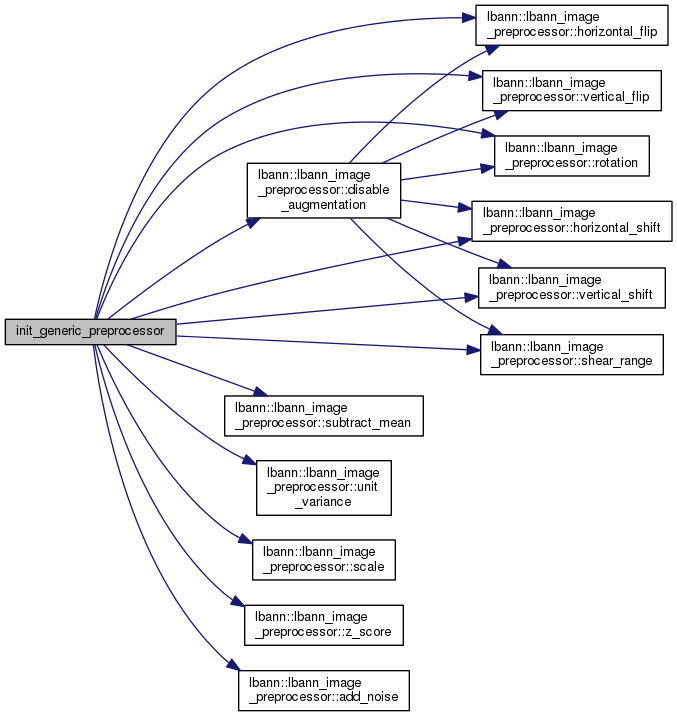 lbann::lbann_image
_preprocessor::horizontal_flip
lbann::lbann_image
_preprocessor::vertical_flip
lbann::lbann_image
_preprocessor::rotation
lbann::lbann_image
_preprocessor::disable
_augmentation
lbann::lbann_image
_preprocessor::horizontal_shift
lbann::lbann_image
_preprocessor::vertical_shift
init_generic_preprocessor
lbann::lbann_image
_preprocessor::shear_range
lbann::lbann_image
_preprocessor::subtract_mean
lbann::lbann_image
_preprocessor::unit
_variance
lbann::lbann_image
_preprocessor::scale
lbann::lbann_image
_preprocessor::z_score
lbann::lbann_image
_preprocessor::add_noise